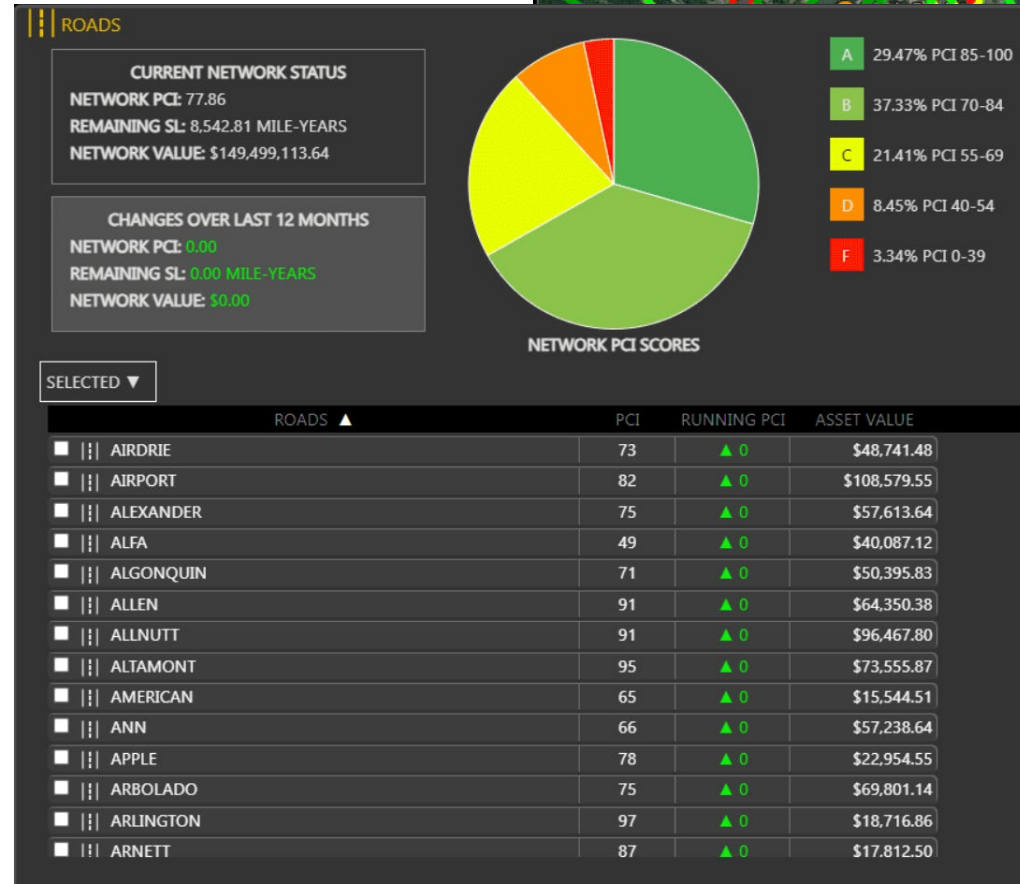 ROADS
CURRENT NETWORK STATUS
NETWORK PCI: 77.86
REMAINING SL: 8,542.81 MILE-YEARS
NETWORK VALUE: $149,499,113.64
CHANGES OVER LAST 12 MONTHS
NETWORK PCI: 0.00
REMAINING SL: 0.00 MILE-YEARS
NETWORK VALUE: $0.00
A 29.47% PCI 85-100
B 37.33% PCI 70-84
C 21.41% PCI 55-69
D 8.45% PCI 40-54
F 3.34% PCI 0-39
NETWORK PCI SCORES
SELECTED ▼
ROADS ▲ PCI RUNNING PCI ASSET VALUE
AIRDRIE 73 ▲ 0 $48,741.48
AIRPORT 82 ▲ 0 $108,579.55
ALEXANDER 75 ▲ 0 $57,613.64
ALFA 49 ▲ 0 $40,087.12
ALGONQUIN 71 ▲ 0 $50,395.83
ALLEN 91 ▲ 0 $64,350.38
ALLNUTT 91 ▲ 0 $96,467.80
ALTAMONT 95 ▲ 0 $73,555.87
AMERICAN 65 ▲ 0 $15,544.51
ANN 66 ▲ 0 $57,238.64
APPLE 78 ▲ 0 $22,954.55
ARBOLADO 75 ▲ 0 $69,801.14
ARLINGTON 97 ▲ 0 $18,716.86
ARNETT 87 ▲ 0 $17,812.50